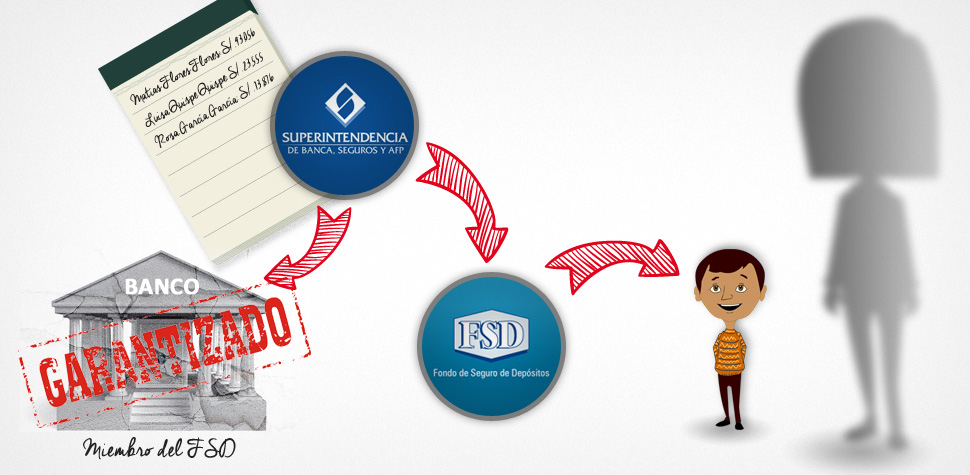 Matías Flores Flores S/. 93056
Luisa Quispe Quispe S/. 23555
Rosa García García S/. 13876
SUPERINTENDENCIA
DE BANCA, SEGUROS Y AFP
BANCO
GARANTIZADO
Miembro del FSD
FSD
Fondo de Seguro de Depósitos